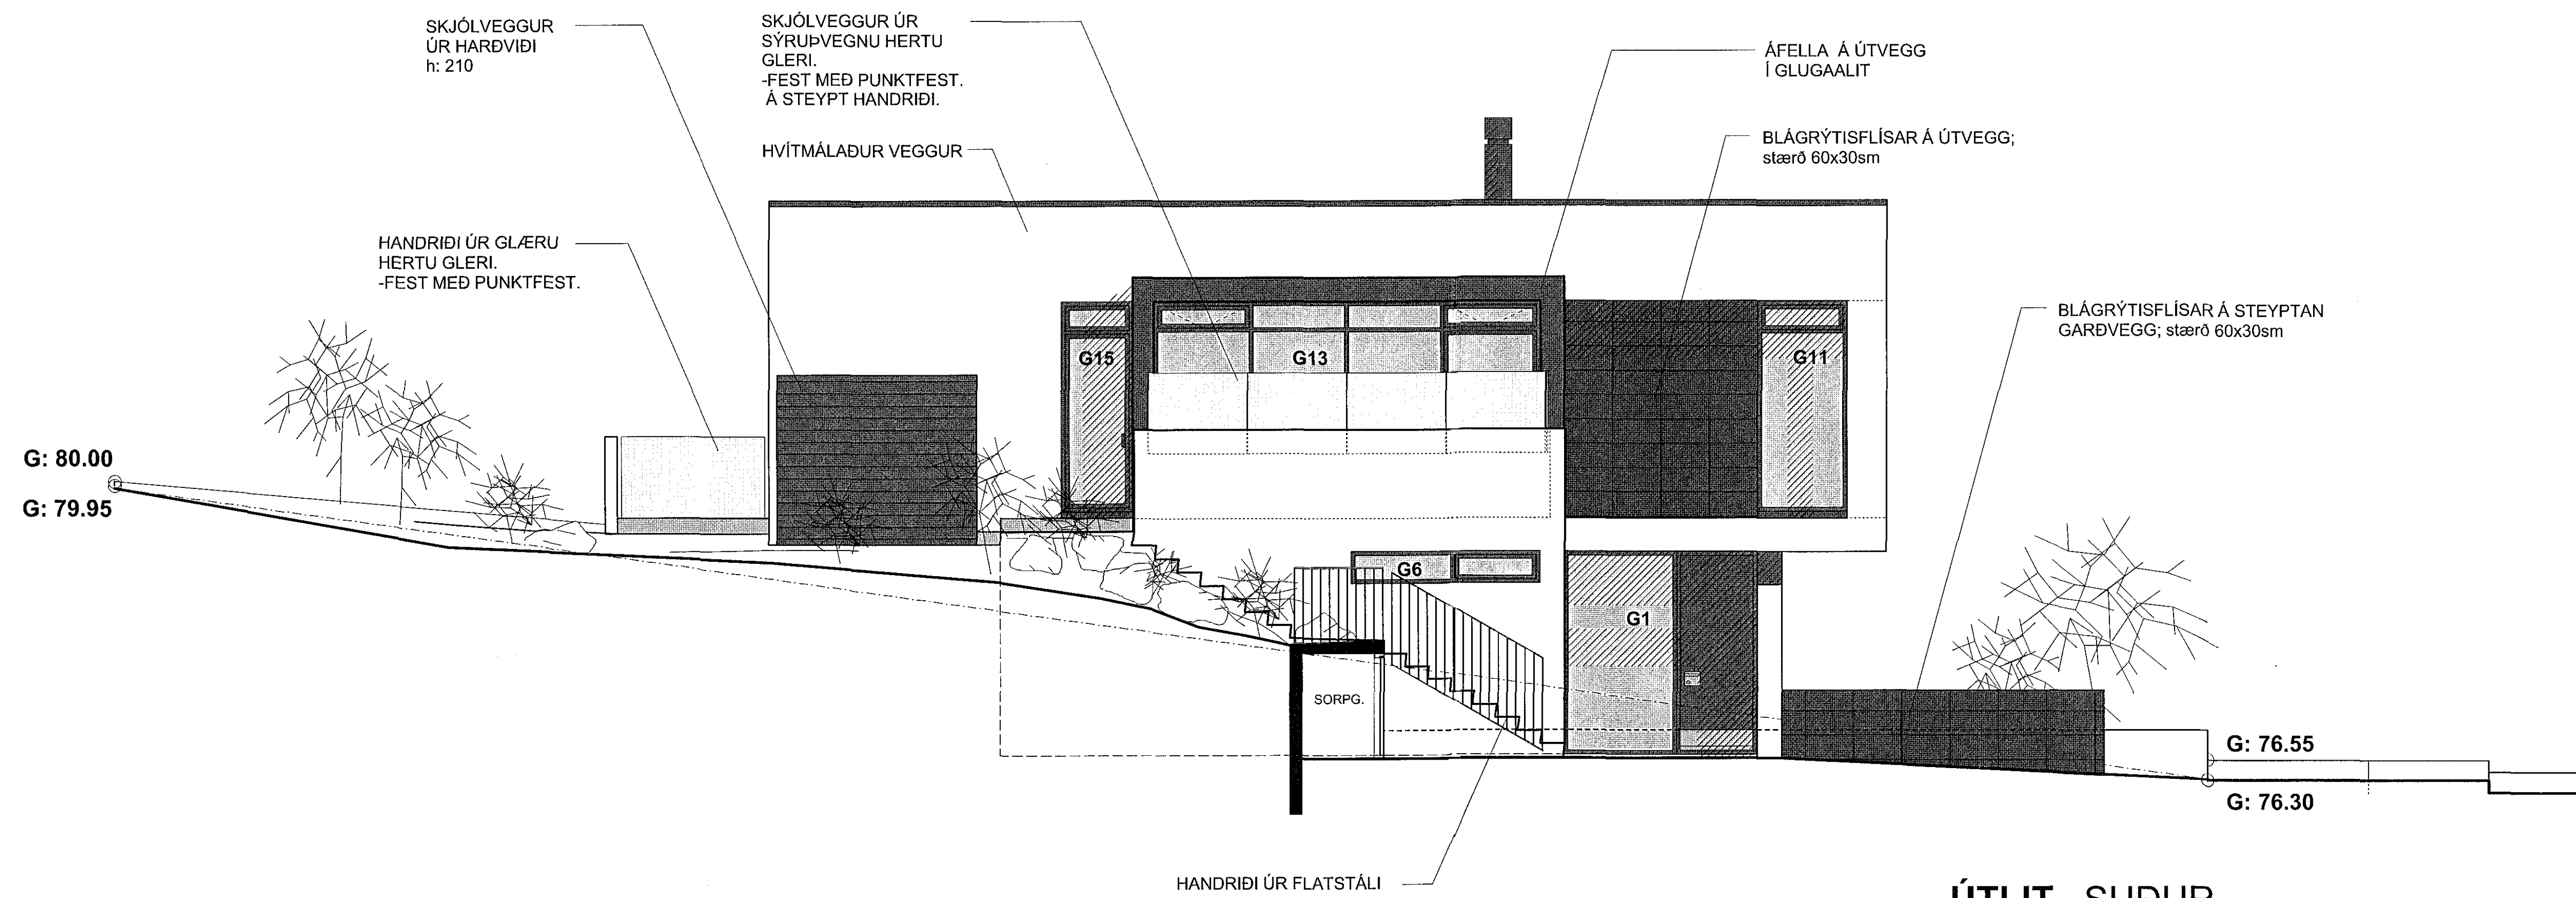 SKJÓLVEGGUR
ÚR HARÐVIÐI
h: 210
SKJÓLVEGGUR ÚR
SÝRUÞVEGNU HERTU
GLERI.
-FEST MEÐ PUNKTFEST.
Á STEYPT HANDRIÐI.
HVÍTMÁLAÐUR VEGGUR
ÁFELLA Á ÚTVEGG
Í GLUGAALIT
BLÁGRÝTISFLÍSAR Á ÚTVEGG;
stærð 60x30sm
HANDRIÐI ÚR GLÆRU
HERTU GLERI.
-FEST MEÐ PUNKTFEST.
BLÁGRÝTISFLÍSAR Á STEYPTAN
GARÐVEGG; stærð 60x30sm
G15
G13
G11
G: 80.00
G: 79.95
G6
G1
SORPG.
G: 76.55
G: 76.30
HANDRIÐI ÚR FLATSTÁLI
ÚTLIT SUÐUR